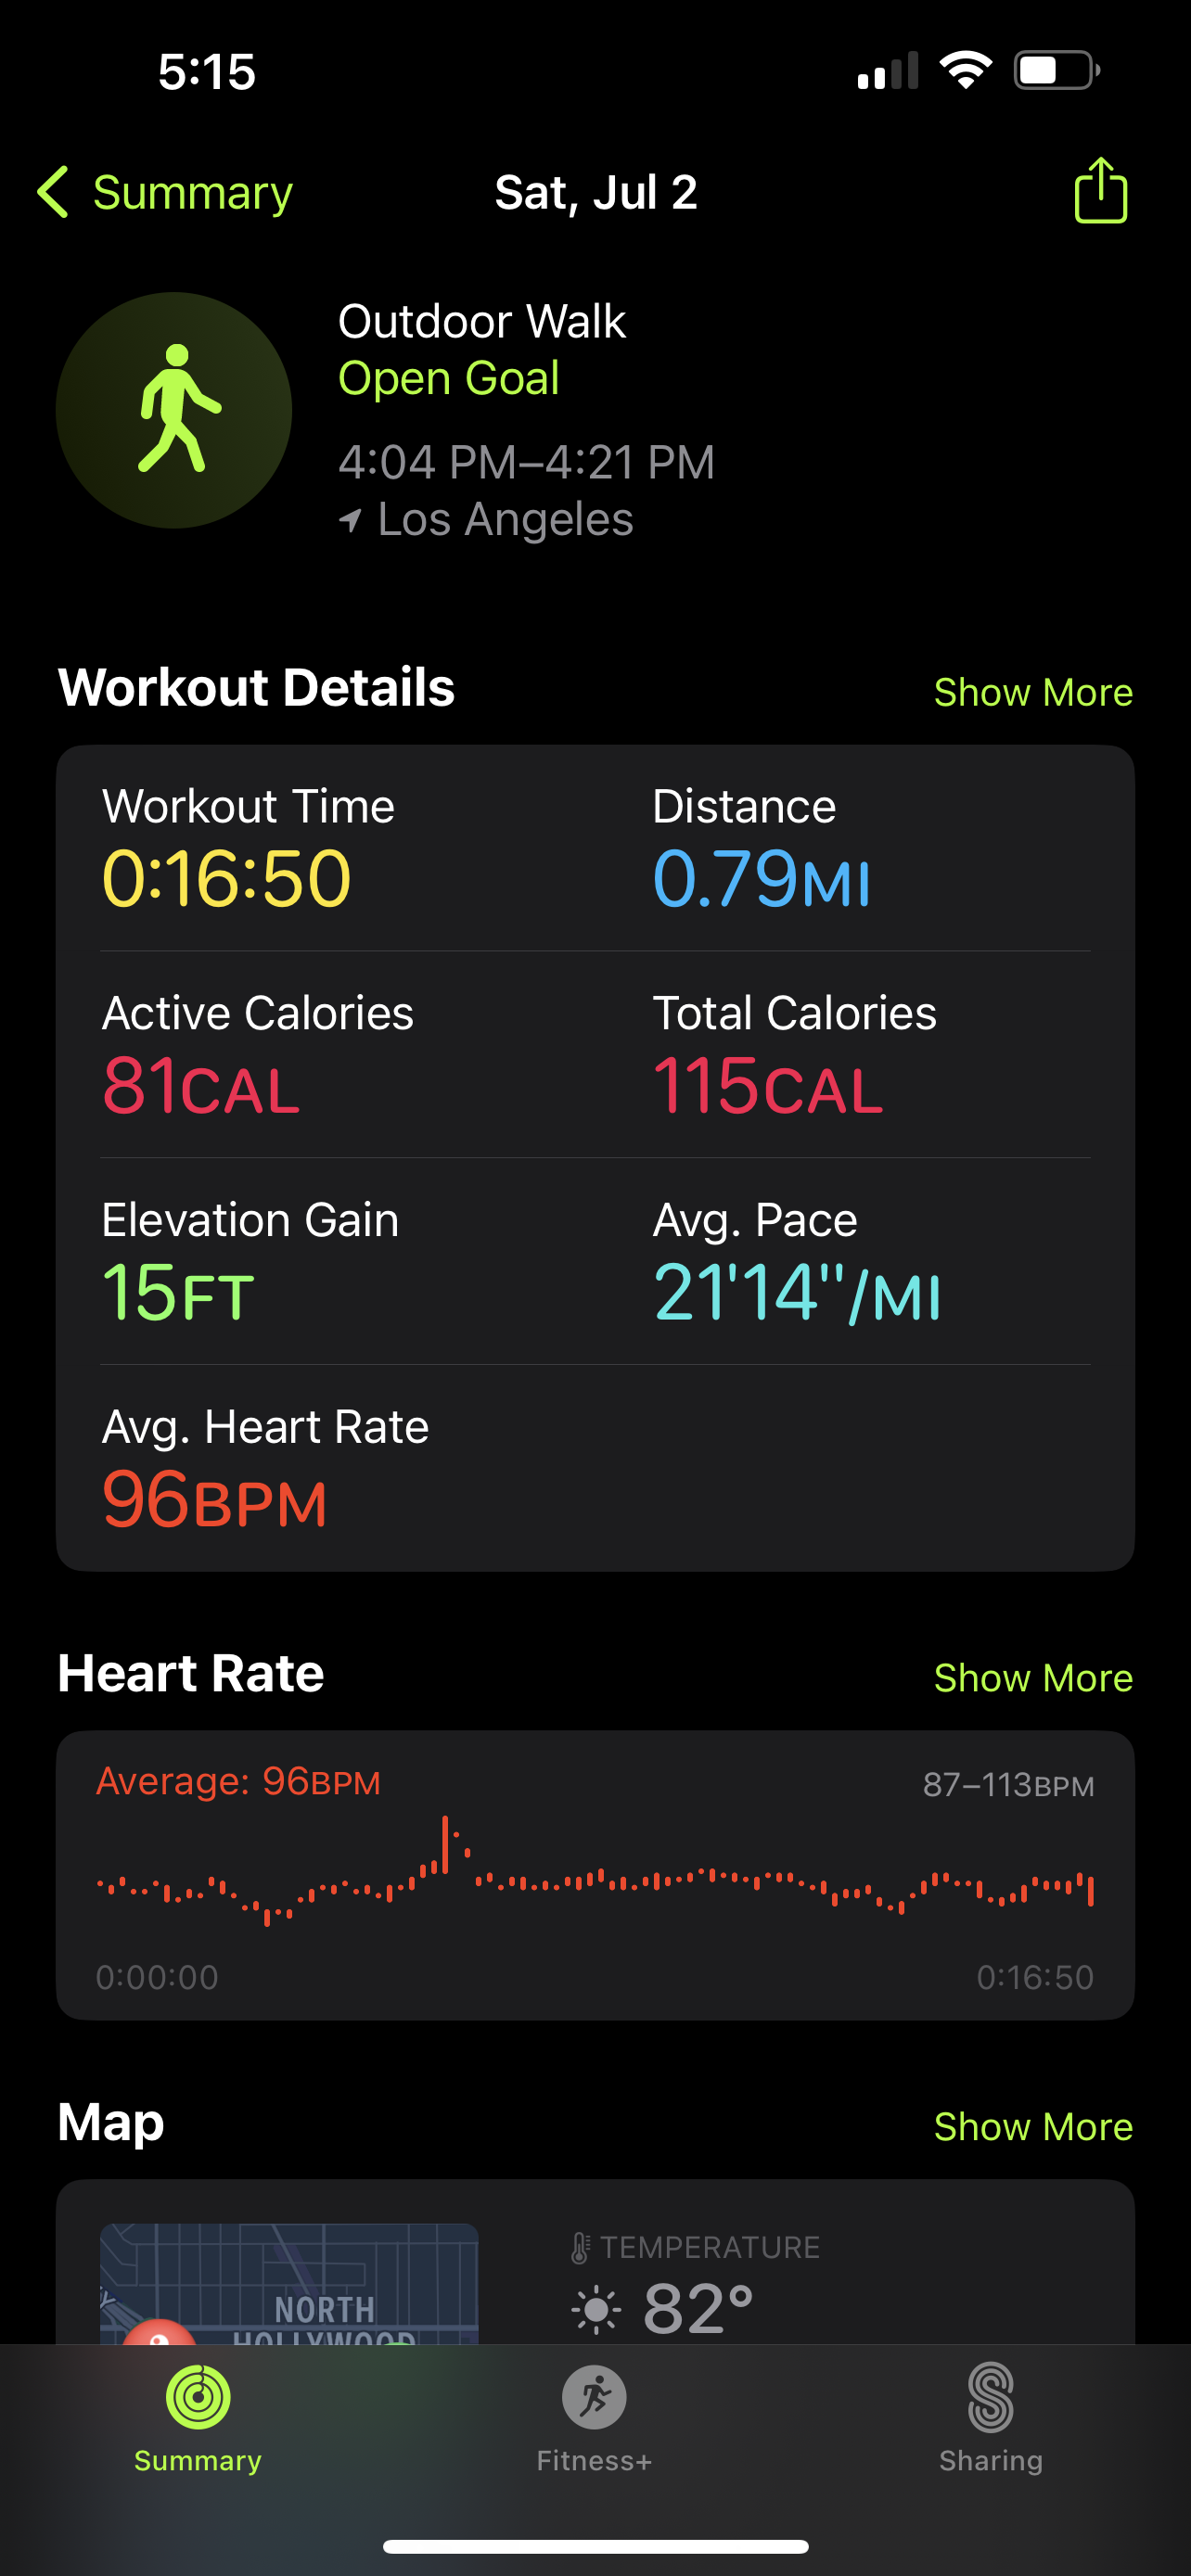 5:15
Summary
Sat, Jul 2
Outdoor Walk
Open Goal
4:04 PM–4:21 PM
Los Angeles
Workout Details
Show More
Workout Time
Distance
0:16:50
0.79MI
Active Calories
Total Calories
81CAL
115CAL
Elevation Gain
Avg. Pace
15FT
21'14"/MI
Avg. Heart Rate
96BPM
Heart Rate
Show More
Average: 96BPM
87–113BPM
0:00:00
0:16:50
Map
Show More
NORTH
HOLLYWOOD
TEMPERATURE
82°
Summary
Fitness+
Sharing